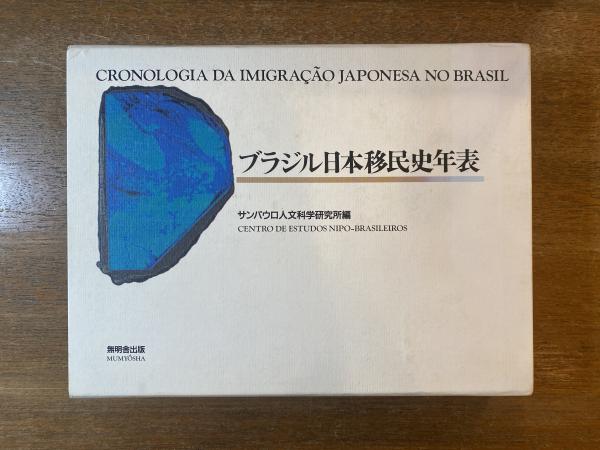 CRONOLOGIA DA IMIGRAÇÃO JAPONESA NO BRASIL
ブラジル日本移民史年表
サンパウロ人文科学研究所編
CENTRO DE ESTUDOS NIPO-BRASILEIROS
無明舎出版
MUMYŌSHA